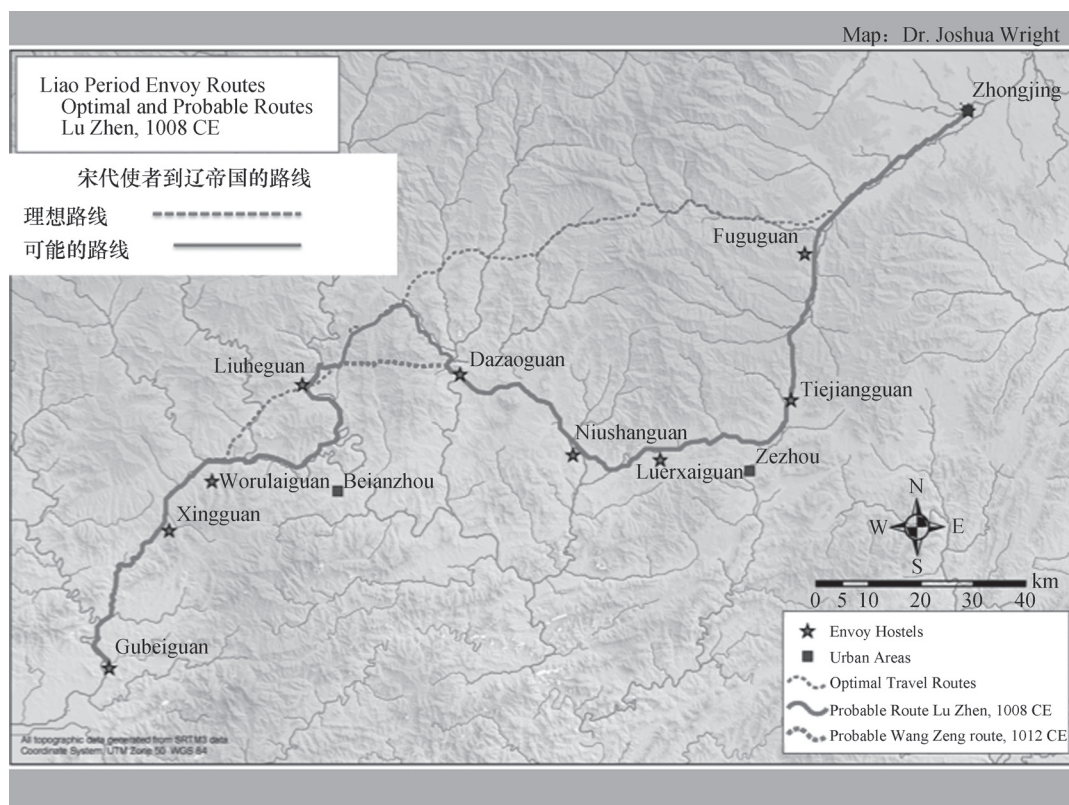 Map：Dr. Joshua Wright
Liao Period Envoy Routes
Optimal and Probable Routes
Lu Zhen, 1008 CE
宋代使者到辽帝国的路线
理想路线
可能的路线
Zhongjing
Fuguguan
Liuheguan
Dazaoguan
Tiejiangguan
Niushanguan
Zezhou
Luerxaiguan
Worulaiguan
Beianzhou
Xingguan
Gubeiguan
N
W
E
S
km
0 5 10 20 30 40
Envoy Hostels
Urban Areas
Optimal Travel Routes
Probable Route Lu Zhen, 1008 CE
Probable Wang Zeng route, 1012 CE
All topographic data generated from SRTM3 data
Coordinate System, UTM Zone 50 WGS 84